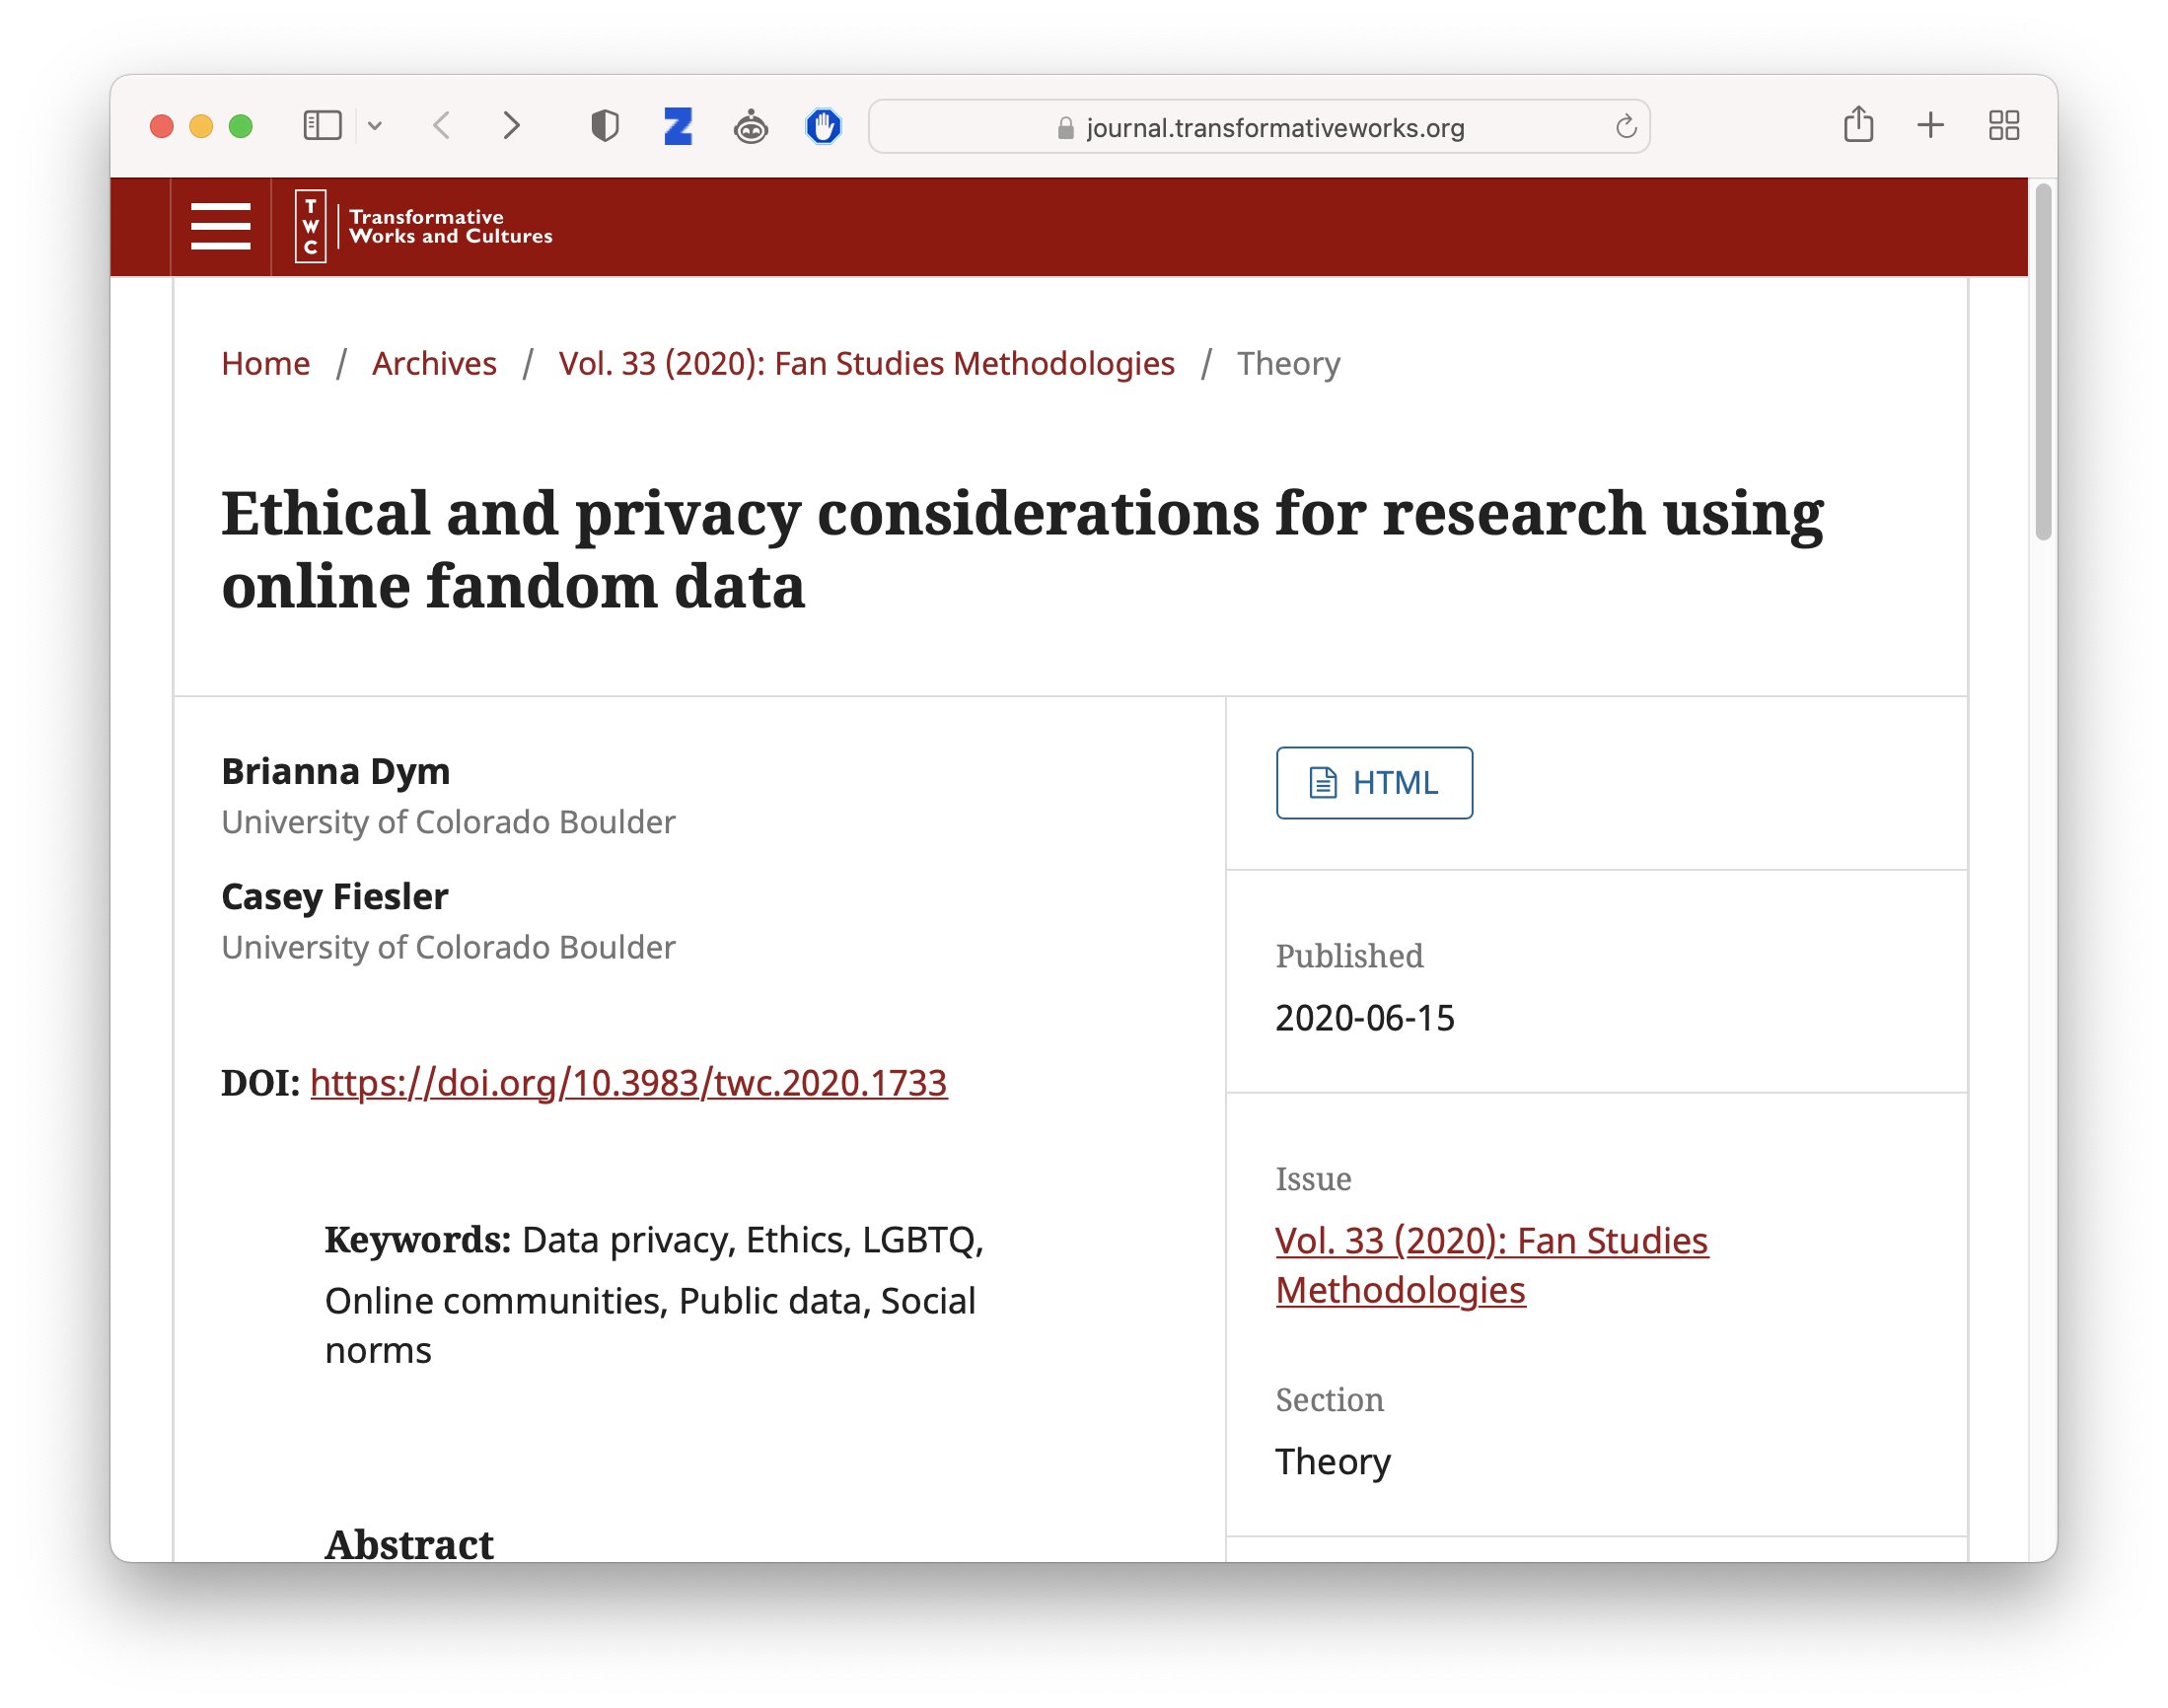 journal.transformativeworks.org
T
W
C
Transformative
Works and Cultures
Home / Archives / Vol. 33 (2020): Fan Studies Methodologies / Theory
Ethical and privacy considerations for research using
online fandom data
Brianna Dym
University of Colorado Boulder
Casey Fiesler
University of Colorado Boulder
DOI: https://doi.org/10.3983/twc.2020.1733
Keywords: Data privacy, Ethics, LGBTQ,
Online communities, Public data, Social
norms
Abstract
HTML
Published
2020-06-15
Issue
Vol. 33 (2020): Fan Studies
Methodologies
Section
Theory